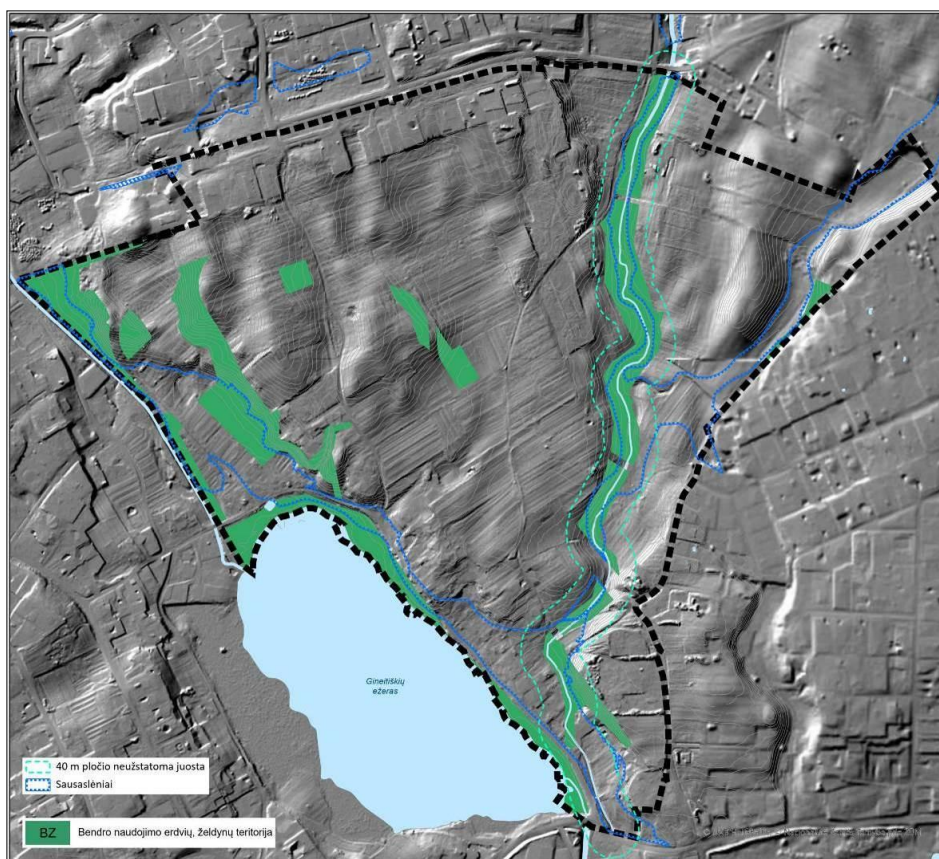 Gineitiškių
ežeras
40 m pločio neužstatoma juosta
Sausaslėniai
BZ Bendro naudojimo erdvių, želdynų teritorija